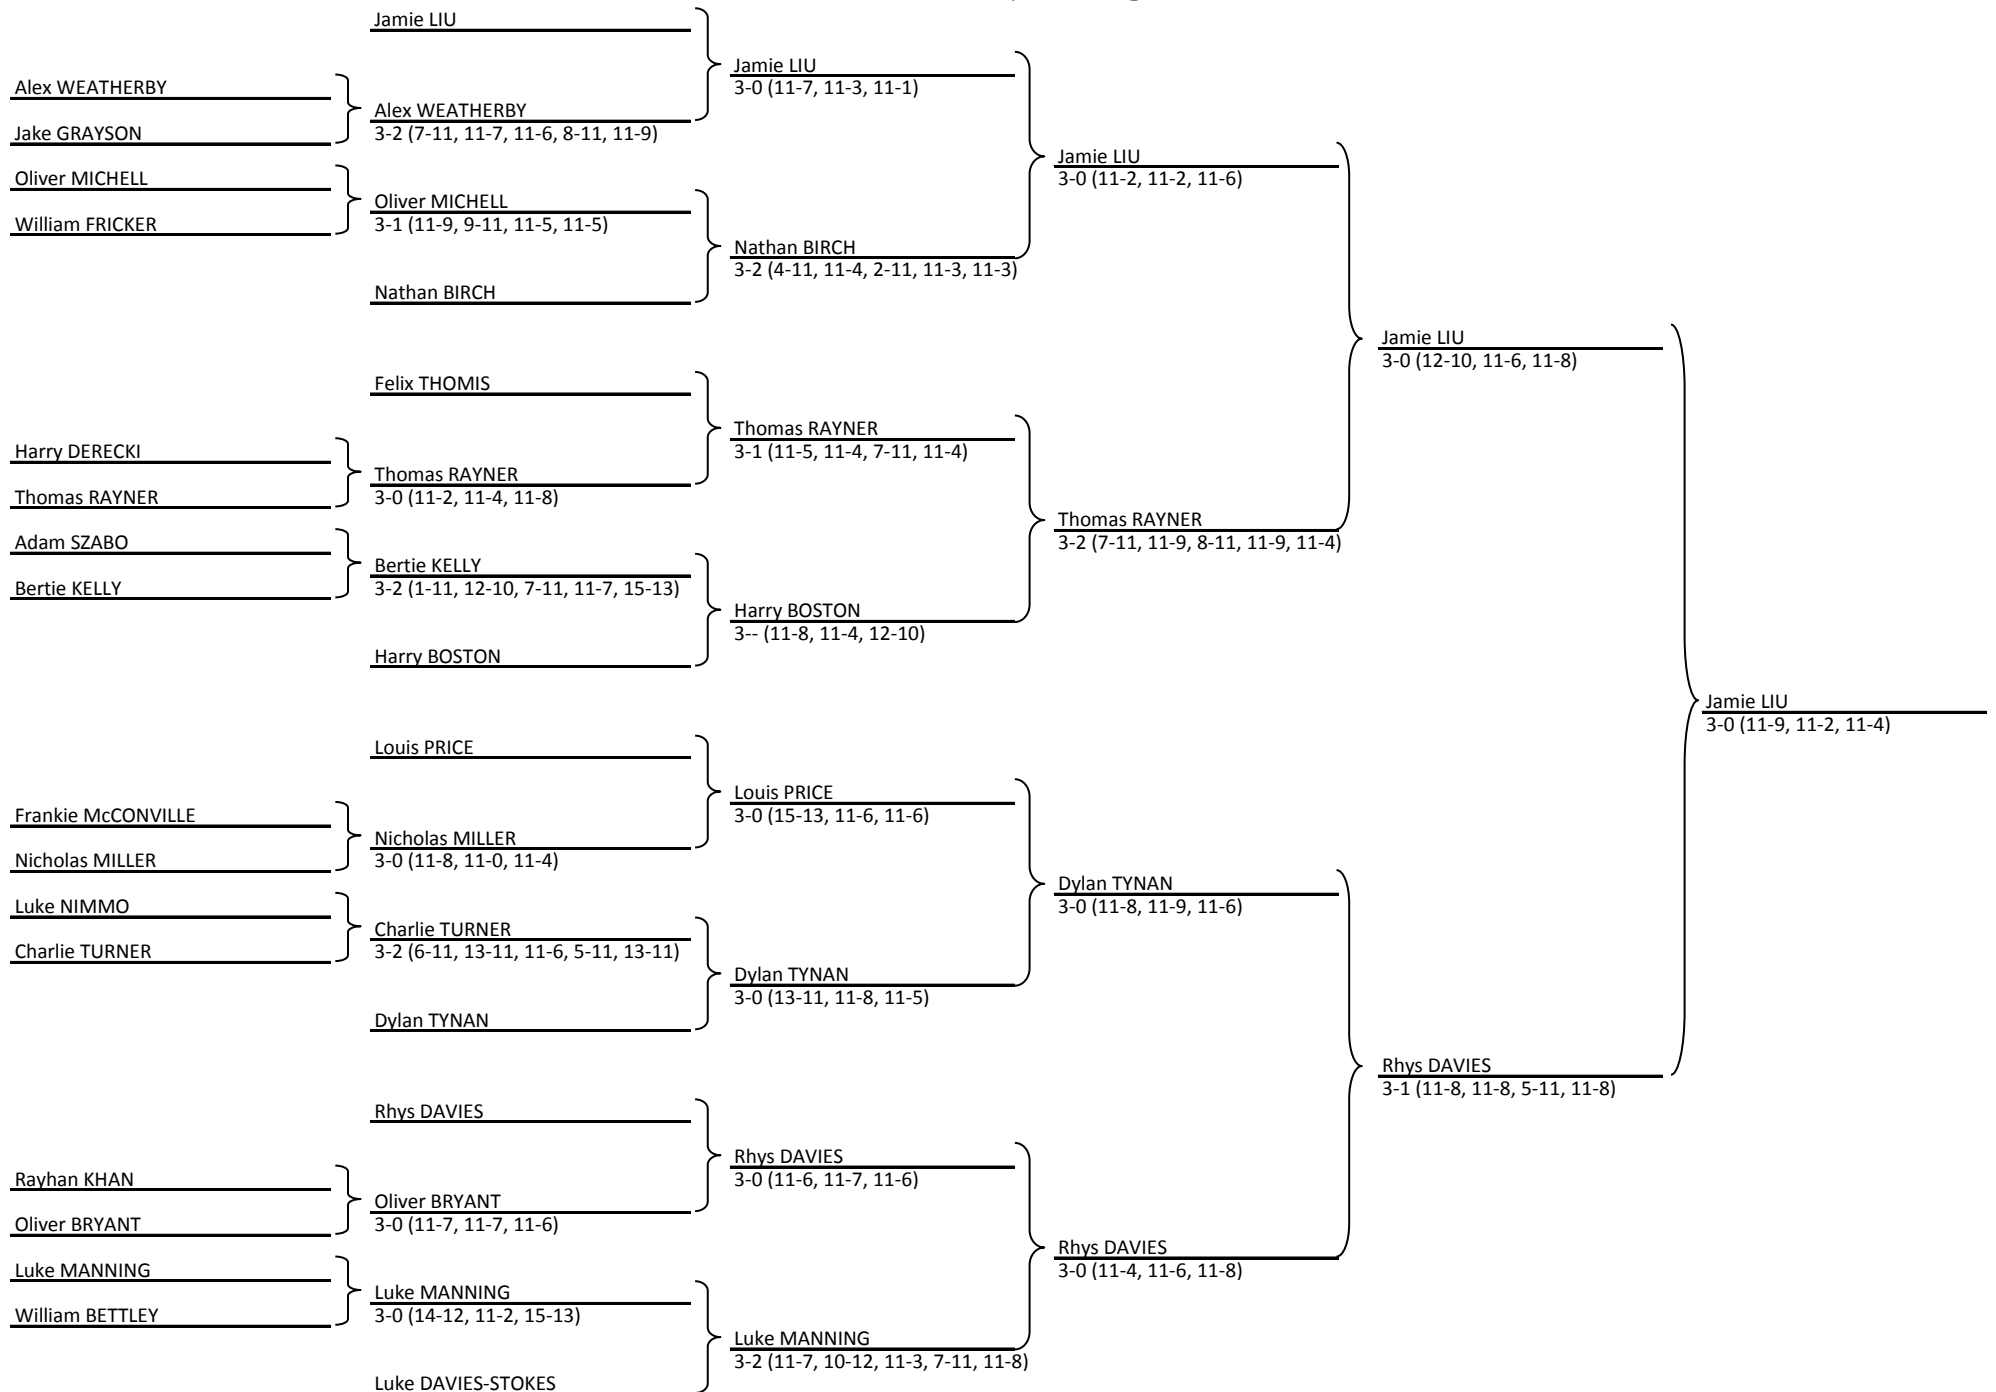 Jamie LIU
Alex WEATHERBY
Jake GRAYSON
Oliver MICHELL
William FRICKER
Alex WEATHERBY
3-2 (7-11, 11-7, 11-6, 8-11, 11-9)
Oliver MICHELL
3-1 (11-9, 9-11, 11-5, 11-5)
Nathan BIRCH
Jamie LIU
3-0 (11-7, 11-3, 11-1)
Nathan BIRCH
3-2 (4-11, 11-4, 2-11, 11-3, 11-3)
Jamie LIU
3-0 (11-2, 11-2, 11-6)
Felix THOMIS
Harry DERECKI
Thomas RAYNER
Adam SZABO
Bertie KELLY
Thomas RAYNER
3-0 (11-2, 11-4, 11-8)
Bertie KELLY
3-2 (1-11, 12-10, 7-11, 11-7, 15-13)
Harry BOSTON
Thomas RAYNER
3-1 (11-5, 11-4, 7-11, 11-4)
Harry BOSTON
3-- (11-8, 11-4, 12-10)
Thomas RAYNER
3-2 (7-11, 11-9, 8-11, 11-9, 11-4)
Jamie LIU
3-0 (12-10, 11-6, 11-8)
Louis PRICE
Frankie McCONVILLE
Nicholas MILLER
Luke NIMMO
Charlie TURNER
Nicholas MILLER
3-0 (11-8, 11-0, 11-4)
Charlie TURNER
3-2 (6-11, 13-11, 11-6, 5-11, 13-11)
Dylan TYNAN
Louis PRICE
3-0 (15-13, 11-6, 11-6)
Dylan TYNAN
3-0 (13-11, 11-8, 11-5)
Dylan TYNAN
3-0 (11-8, 11-9, 11-6)
Rhys DAVIES
Rayhan KHAN
Oliver BRYANT
Luke MANNING
William BETTLEY
Oliver BRYANT
3-0 (11-7, 11-7, 11-6)
Luke MANNING
3-0 (14-12, 11-2, 15-13)
Luke DAVIES-STOKES
Rhys DAVIES
3-0 (11-6, 11-7, 11-6)
Luke MANNING
3-2 (11-7, 10-12, 11-3, 7-11, 11-8)
Rhys DAVIES
3-0 (11-4, 11-6, 11-8)
Rhys DAVIES
3-1 (11-8, 11-8, 5-11, 11-8)
Jamie LIU
3-0 (11-9, 11-2, 11-4)